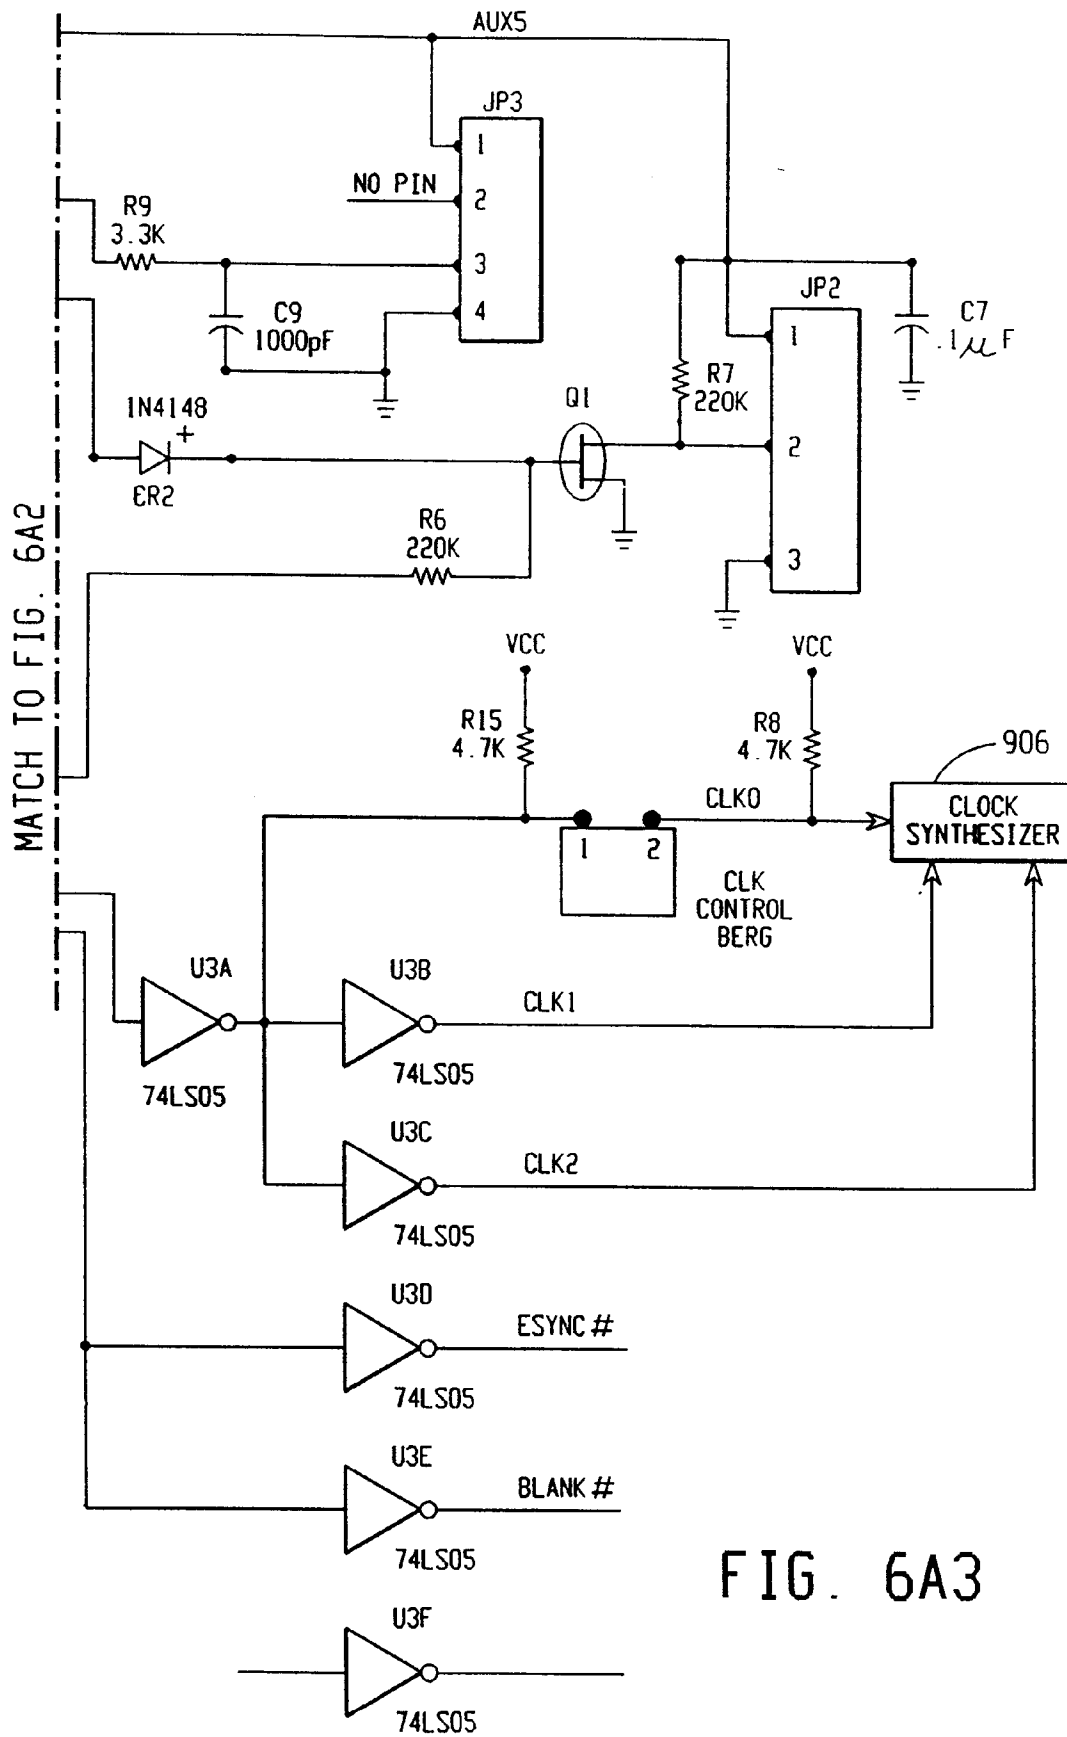 AUX5
JP3
1
NO PIN
2
R9
3.3K
3
C9
1000pF
4
JP2
1
C7
.1μF
R7
220K
Q1
2
1N4148
+
CR2
R6
220K
3
MATCH TO FIG. 6A2
VCC
VCC
R15
4.7K
R8
4.7K
906
CLK0
CLOCK
SYNTHESIZER
1
2
CLK
CONTROL
BERG
U3A
74LS05
U3B
CLK1
74LS05
U3C
CLK2
74LS05
U3D
ESYNC#
74LS05
U3E
BLANK#
74LS05
U3F
74LS05
FIG. 6A3